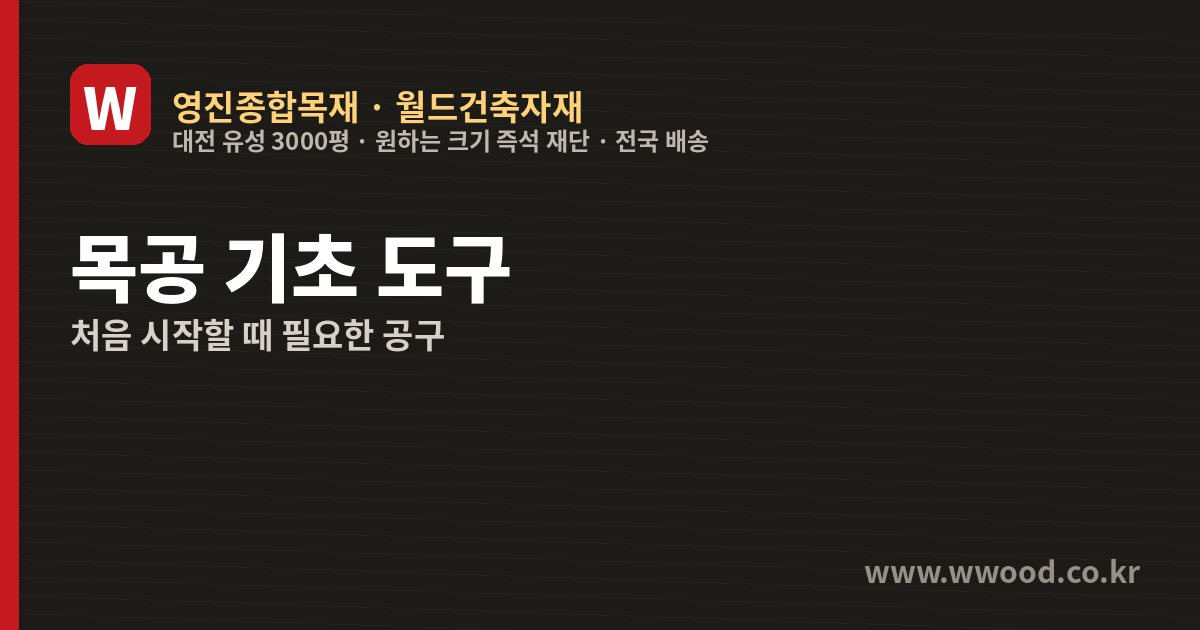 W
영진종합목재 · 월드건축자재
대전 유성 3000평 · 원하는 크기 즉석 재단 · 전국 배송
목공 기초 도구
처음 시작할 때 필요한 공구
www.wwood.co.kr